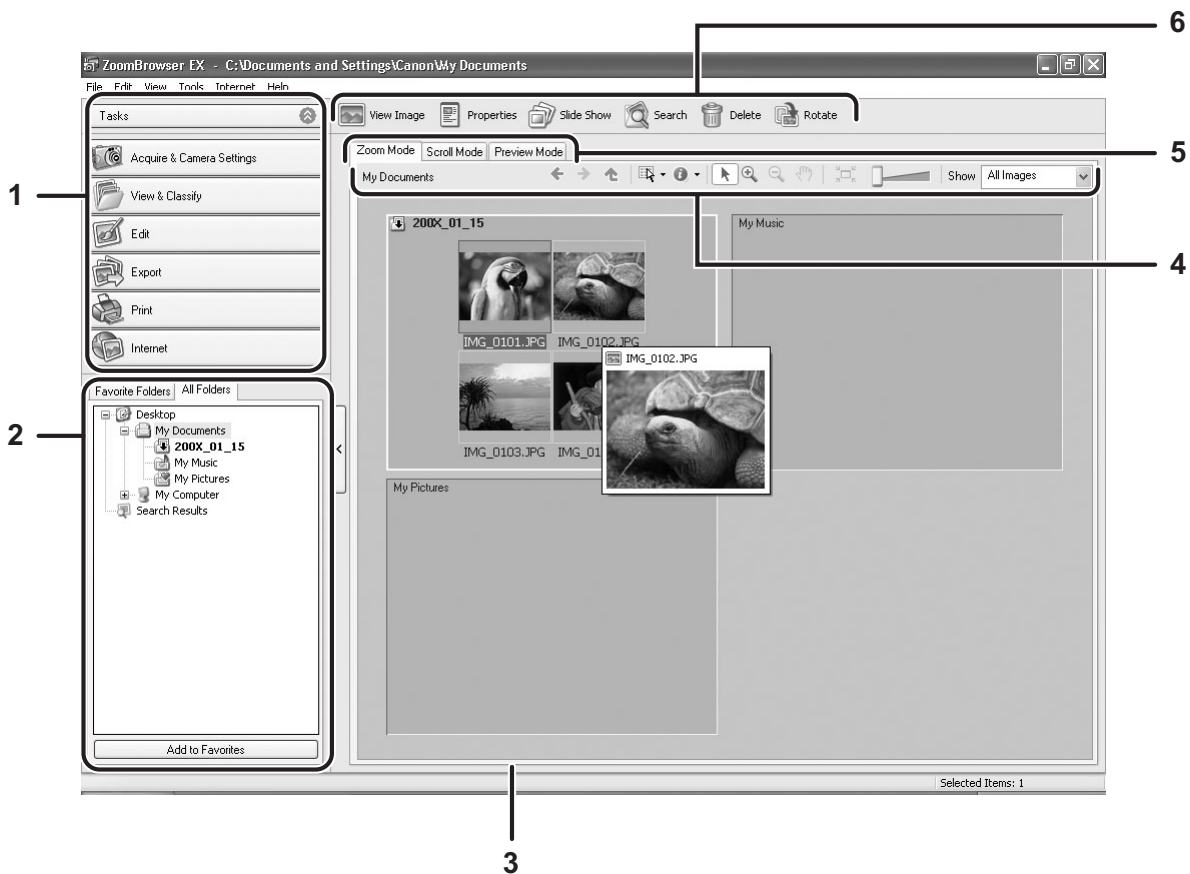 6
ZoomBrowser EX - C:\Documents and Settings\Canon\My Documents
File Edit View Tools Internet Help
Tasks
View Image Properties Slide Show Search Delete Rotate
Zoom Mode Scroll Mode Preview Mode
5
Acquire & Camera Settings
My Documents Show All Images
1
View & Classify
200X_01_15
My Music
Edit
4
Export
Print
IMG_0101.JPG IMG_0102.JPG
Internet
IMG_0102.JPG
Favorite Folders All Folders
2
Desktop
My Documents
200X_01_15
My Music
My Pictures
My Computer
Search Results
IMG_0103.JPG IMG_01
My Pictures
Add to Favorites
Selected Items: 1
3